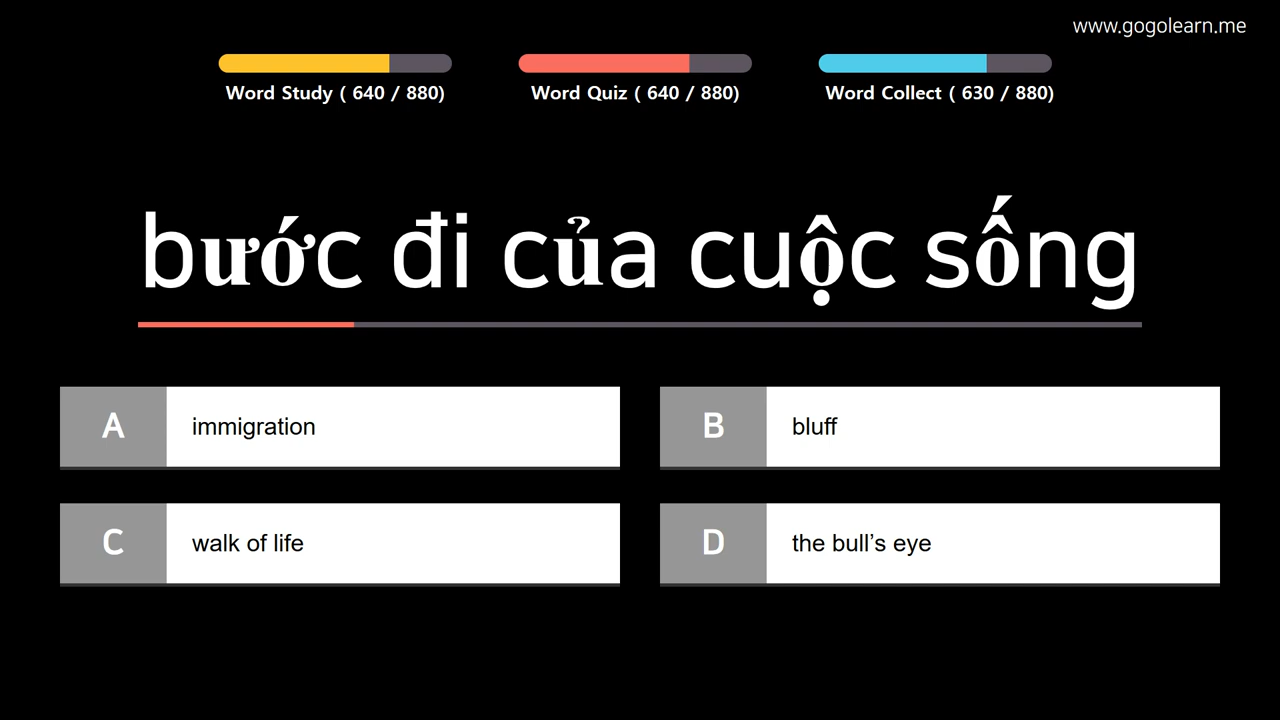 www.gogolearn.me
Word Study ( 640 / 880)
Word Quiz ( 640 / 880)
Word Collect ( 630 / 880)
bước đi của cuộc sống
A immigration
B bluff
C walk of life
D the bull’s eye